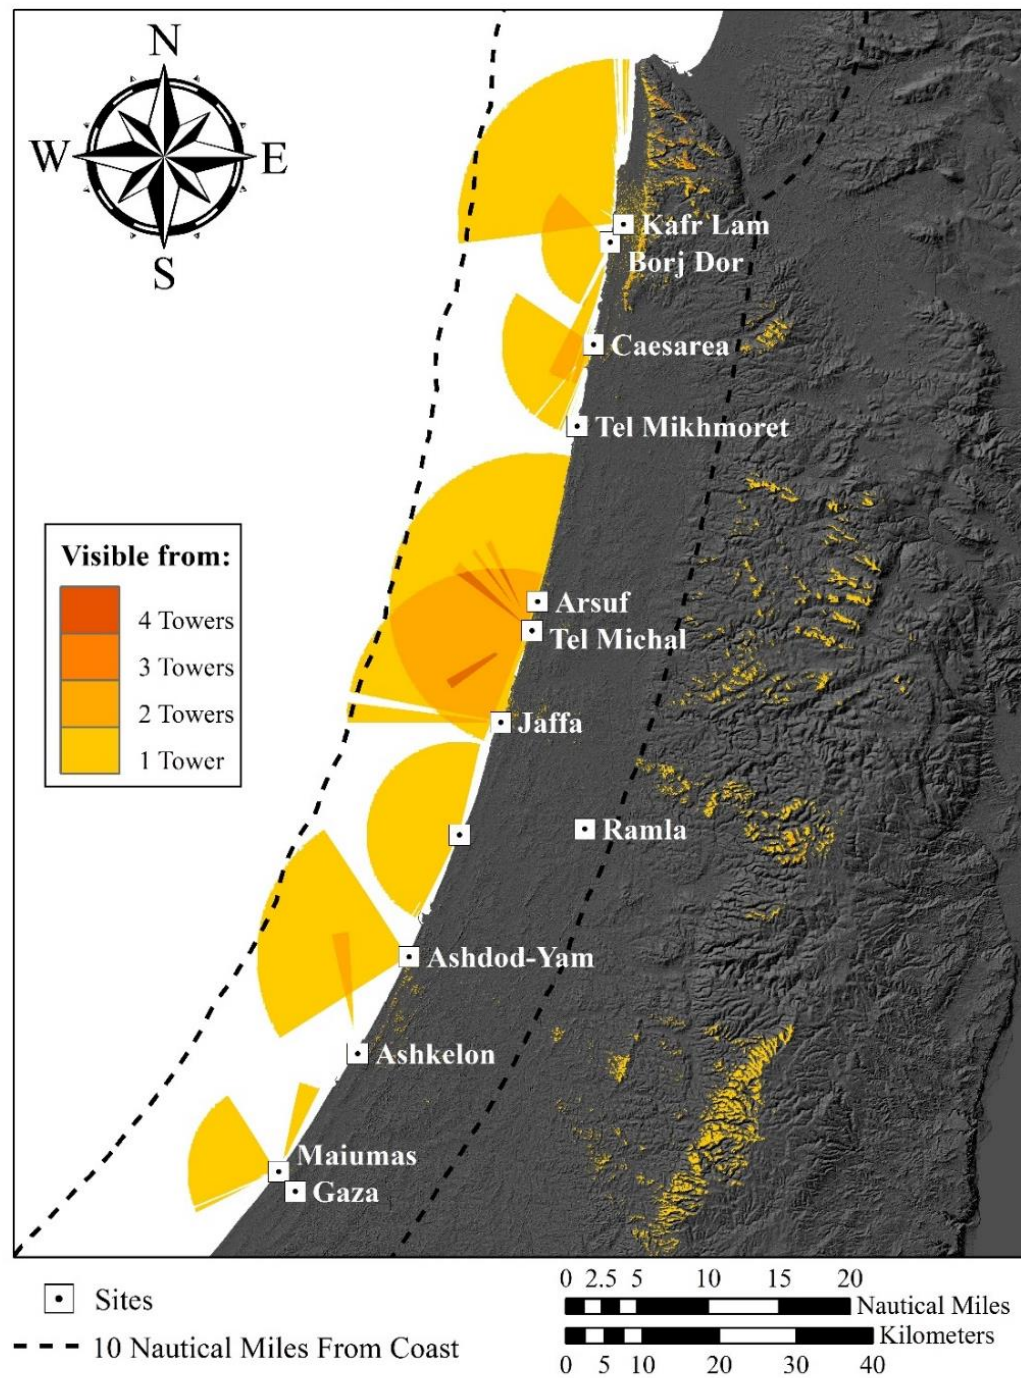 N
W E
S
Kafr Lam
Borj Dor
Caesarea
Tel Mikhmoret
Visible from:
4 Towers
3 Towers
2 Towers
1 Tower
Arsuf
Tel Michal
Jaffa
Ramla
Ashdod-Yam
Ashkelon
Maiumas
Gaza
Sites
10 Nautical Miles From Coast
0 2.5 5 10 15 20
Nautical Miles
Kilometers
0 5 10 20 30 40